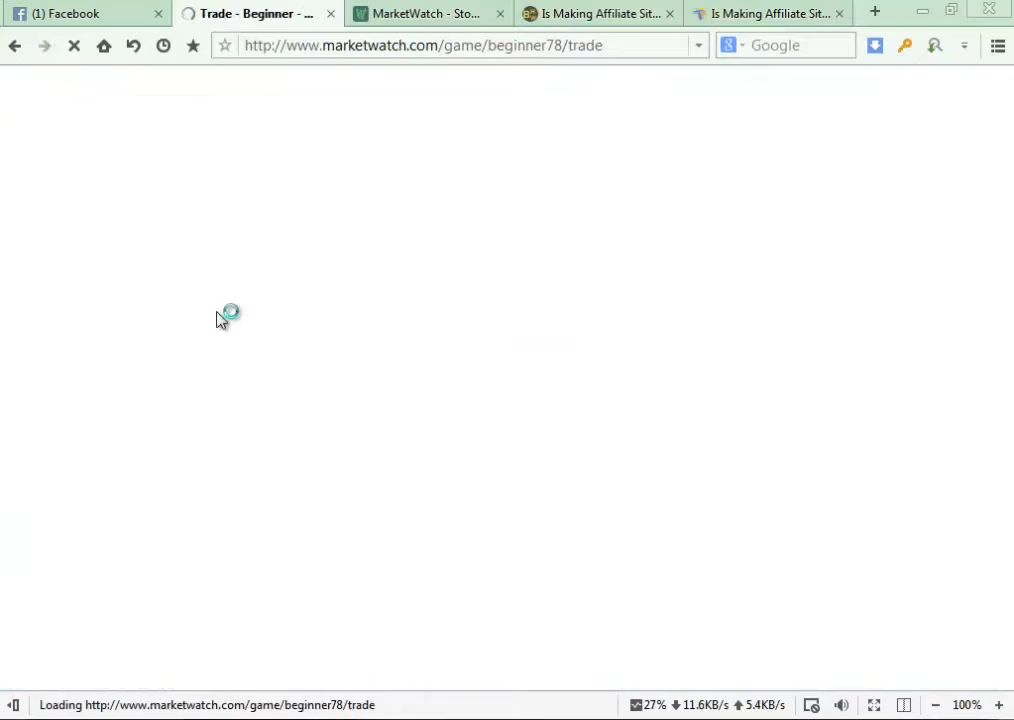 (1) Facebook
Trade - Beginner - ...
MarketWatch - Sto...
Is Making Affiliate Sit...
Is Making Affiliate Sit...
http://www.marketwatch.com/game/beginner78/trade
Google
Loading http://www.marketwatch.com/game/beginner78/trade
27%
11.6KB/s
5.4KB/s
100%